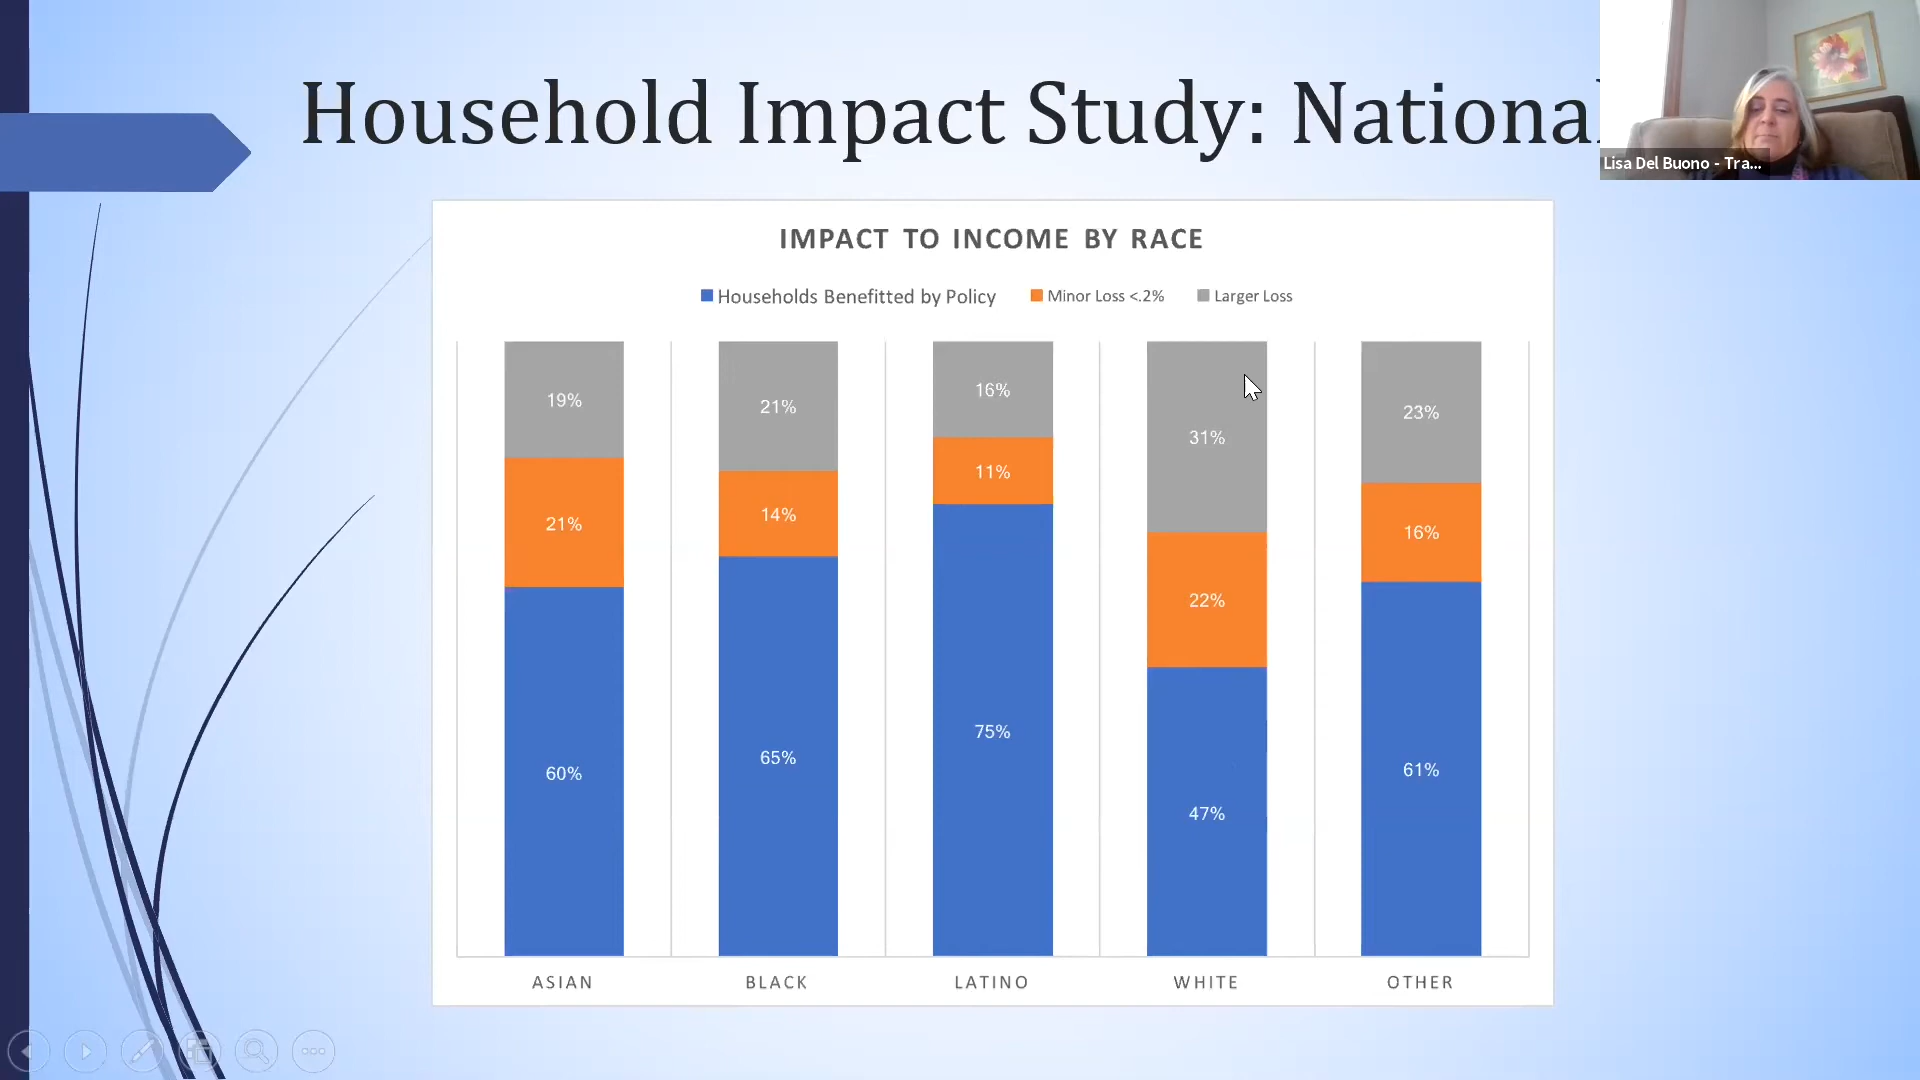 Household Impact Study: Nationa
Lisa Del Buono - Tra...
IMPACT TO INCOME BY RACE
Households Benefitted by Policy Minor Loss <.2% Larger Loss
19% 21% 16% 31% 23%
21% 14% 11% 22% 16%
60% 65% 75% 47% 61%
ASIAN BLACK LATINO WHITE OTHER